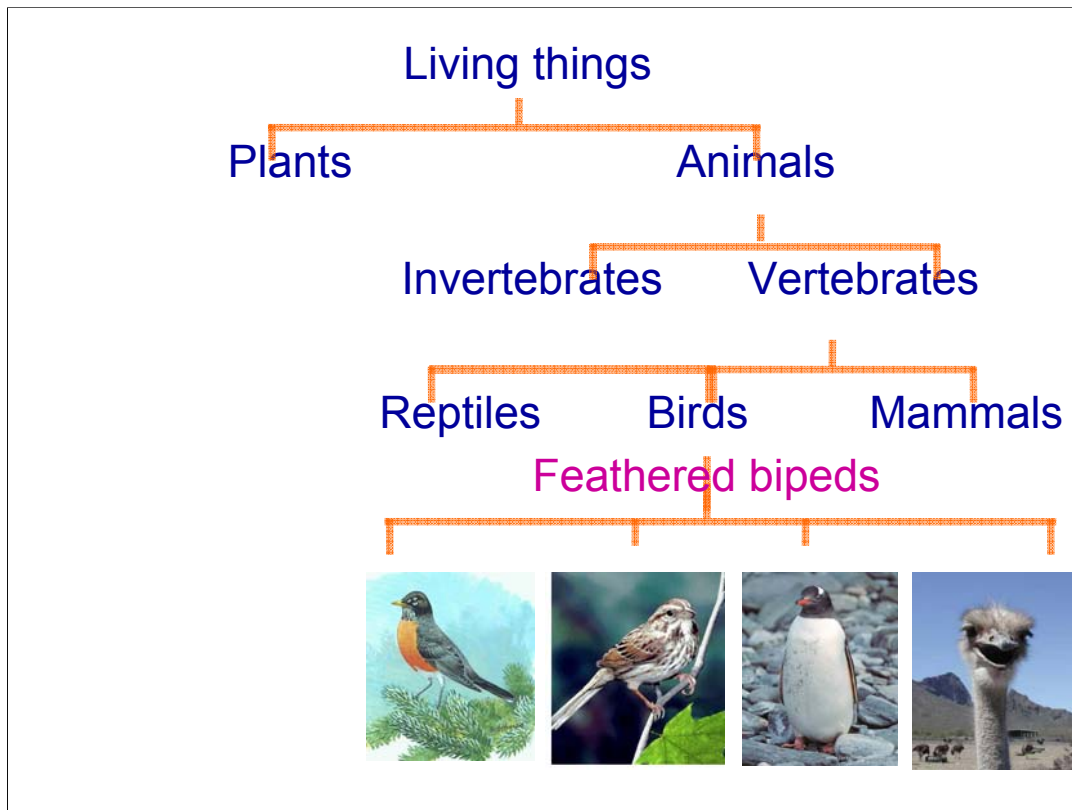 Living things
Plants Animals
Invertebrates Vertebrates
Reptiles Birds Mammals
Feathered bipeds